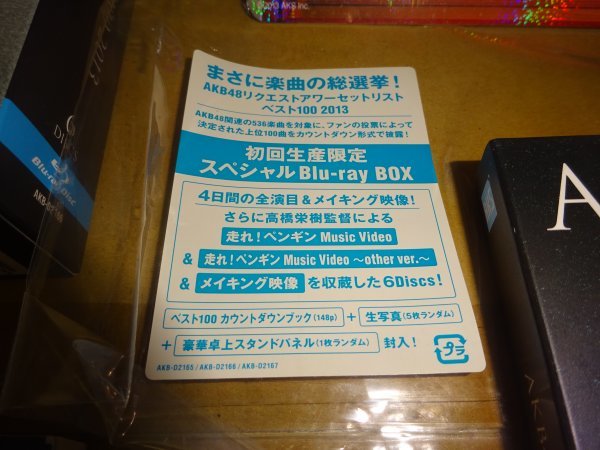 ©2013 AKS Inc.
まさに楽曲の総選挙！
AKB48リクエストアワーセットリスト
ベスト100 2013
AKB48関連の536楽曲を対象に、ファンの投票によって
決定された上位100曲をカウントダウン形式で披露！
初回生産限定
スペシャル Blu-ray BOX
4日間の全演目＆メイキング映像！
さらに高橋栄樹監督による
走れ！ペンギン Music Video
& 走れ！ペンギン Music Video 〜other ver.〜
& メイキング映像 を収蔵した6Discs！
ベスト100 カウントダウンブック（148p） + 生写真（5枚ランダム）
+ 豪華卓上スタンドパネル（1枚ランダム） 封入！
プラ
AKB-D2165 / AKB-D2166 / AKB-D2167
Blu-ray Disc
A
AKB